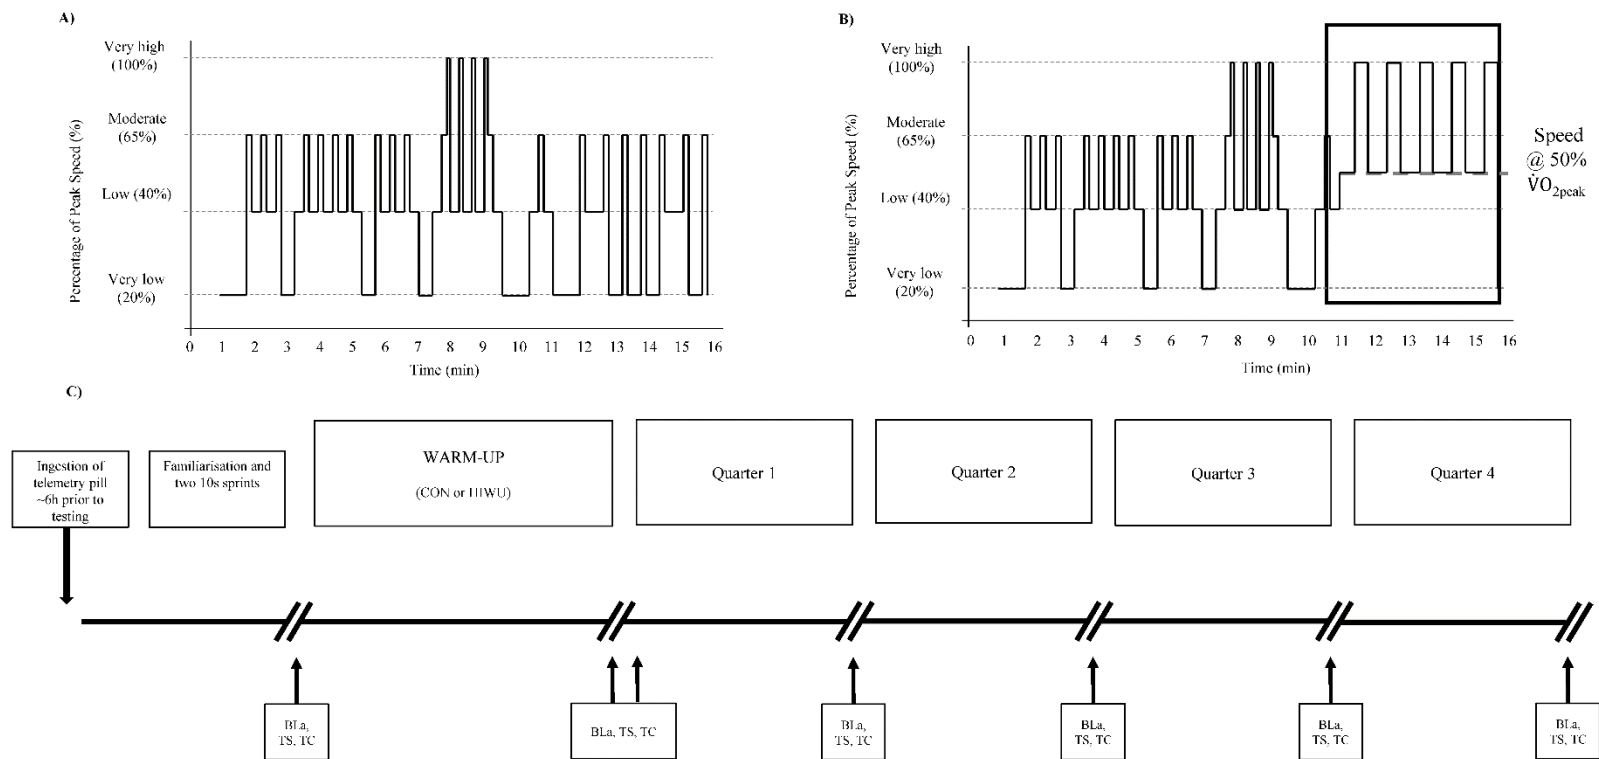 A)
Very high
(100%)
Moderate
(65%)
Low (40%)
Very low
(20%)
Percentage of Peak Speed (%)
0 1 2 3 4 5 6 7 8 9 10 11 12 13 14 15 16
Time (min)
B)
Very high
(100%)
Moderate
(65%)
Low (40%)
Very low
(20%)
Percentage of Peak Speed (%)
0 1 2 3 4 5 6 7 8 9 10 11 12 13 14 15 16
Time (min)
Speed
@ 50%
V̇O2peak
C)
Ingestion of
telemetry pill
~6h prior to
testing
Familiarisation and
two 10s sprints
WARM-UP
(CON or HIWU)
Quarter 1
Quarter 2
Quarter 3
Quarter 4
BLa,
TS, TC
BLa, TS, TC
BLa,
TS, TC
BLa,
TS, TC
BLa,
TS, TC
BLa,
TS, TC